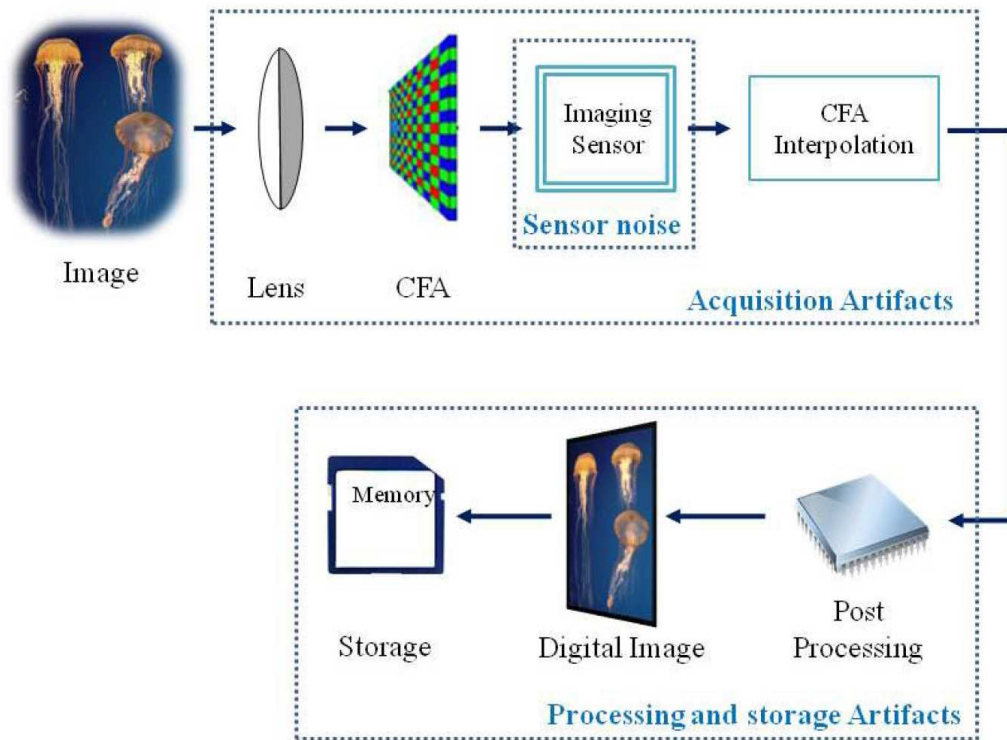 Image
Lens
CFA
Imaging
Sensor
Sensor noise
CFA
Interpolation
Acquisition Artifacts
Memory
Storage
Digital Image
Post
Processing
Processing and storage Artifacts